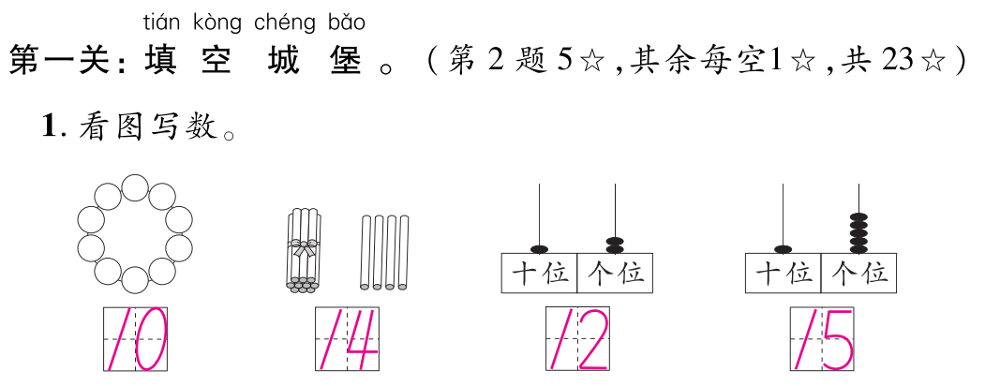 tián kòng chéng bǎo
第一关：填空城堡。（第2题5☆，其余每空1☆，共23☆）
1. 看图写数。
十位 个位 十位 个位
10 14 12 15